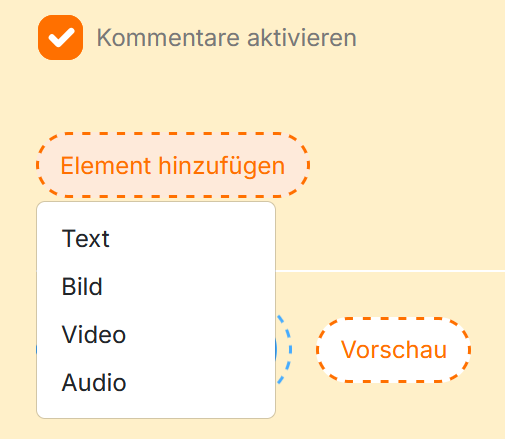 Kommentare aktivieren
Element hinzufügen
Text
Bild
Video
Audio
Vorschau